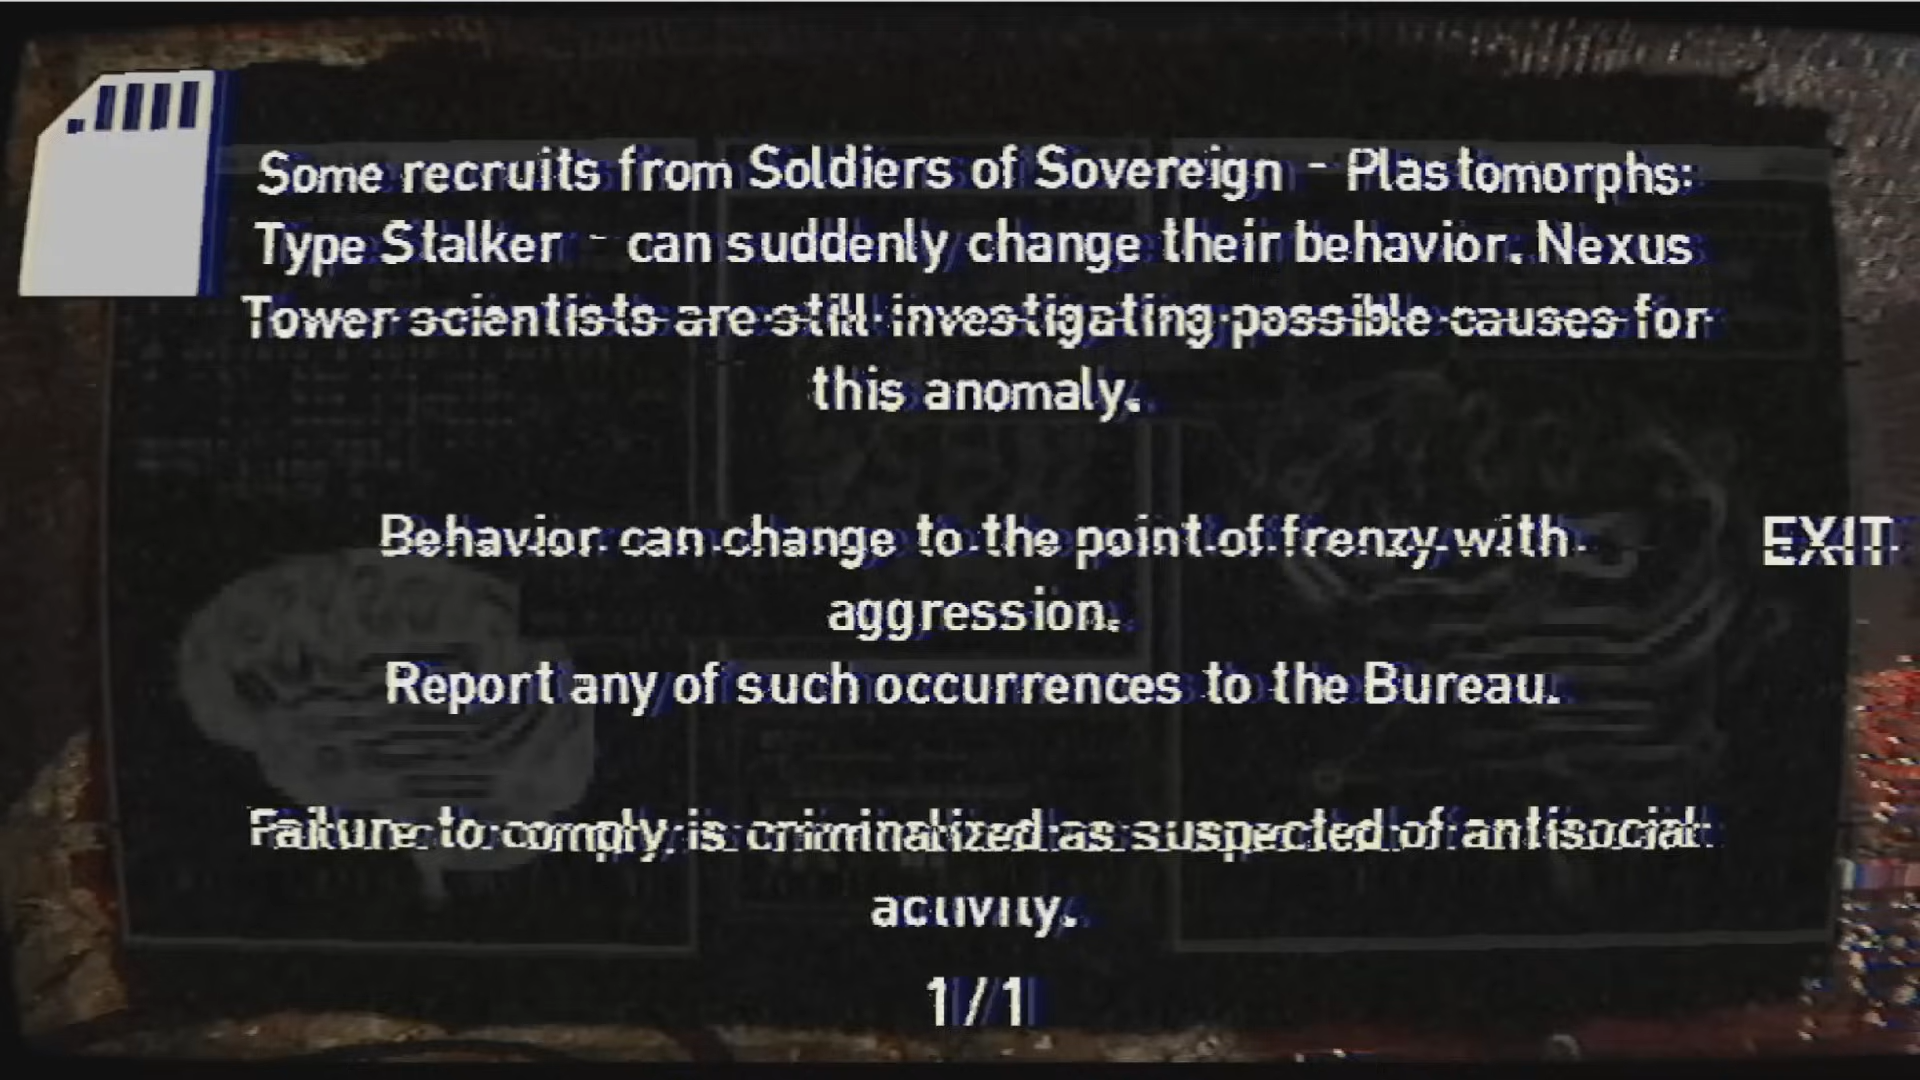 Some recruits from Soldiers of Sovereign - Plastomorphs:
Type Stalker - can suddenly change their behavior. Nexus
Tower scientists are still investigating possible causes for
this anomaly.
Behavior can change to the point of frenzy with
aggression.
Report any of such occurrences to the Bureau.
Failure to comply is criminalized as suspected of antisocial
activity.
1/1
EXIT